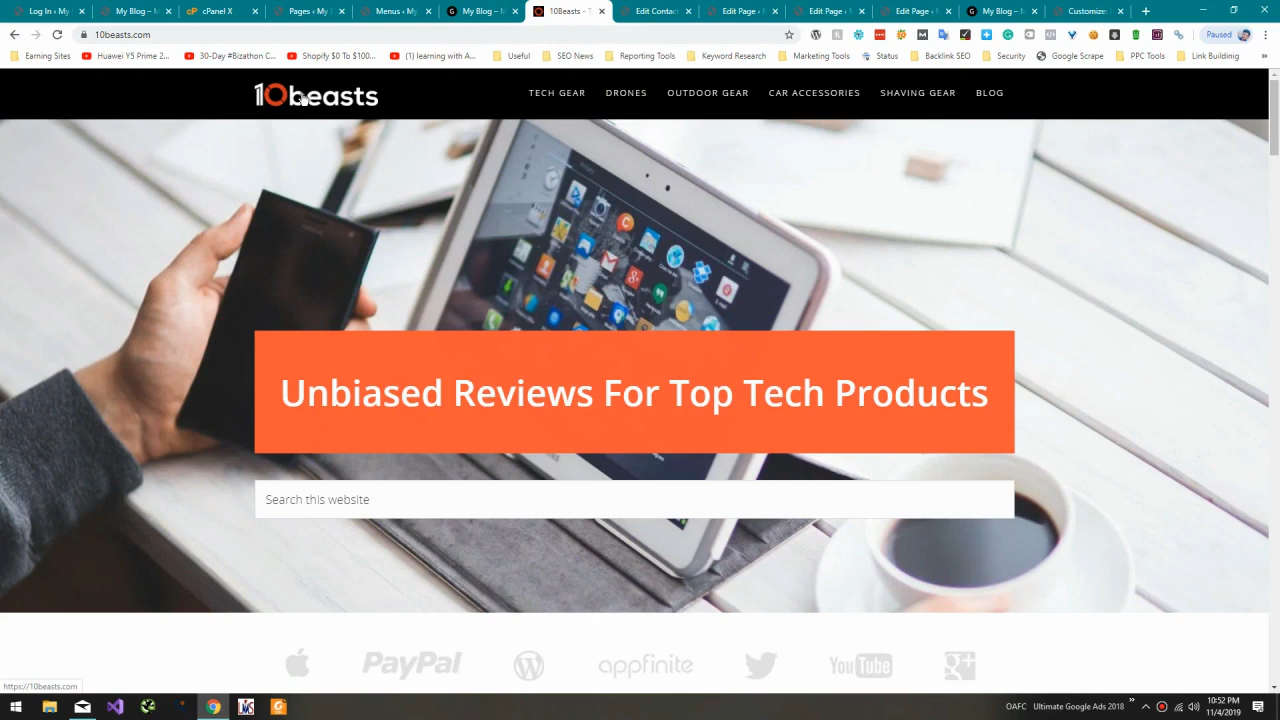 Log In ‹ My
My Blog – M
cP cPanel X
Pages ‹ My
Menus ‹ My
My Blog – M
10Beasts - T
Edit Contac
Edit Page ‹
Edit Page ‹
Edit Page ‹
My Blog – M
Customize:
10beasts.com
Paused
Earning Sites
Huawei Y5 Prime 2...
30-Day #Bizathon C...
Shopify $0 To $100...
(1) learning with A...
Useful
SEO News
Reporting Tools
Keyword Research
Marketing Tools
Status
Backlink SEO
Security
Google Scrape
PPC Tools
Link Building
10beasts
TECH GEAR
DRONES
OUTDOOR GEAR
CAR ACCESSORIES
SHAVING GEAR
BLOG
Unbiased Reviews For Top Tech Products
Search this website
PayPal
appfinite
YouTube
https://10beasts.com
OAFC
Ultimate Google Ads 2018
10:52 PM
11/4/2019